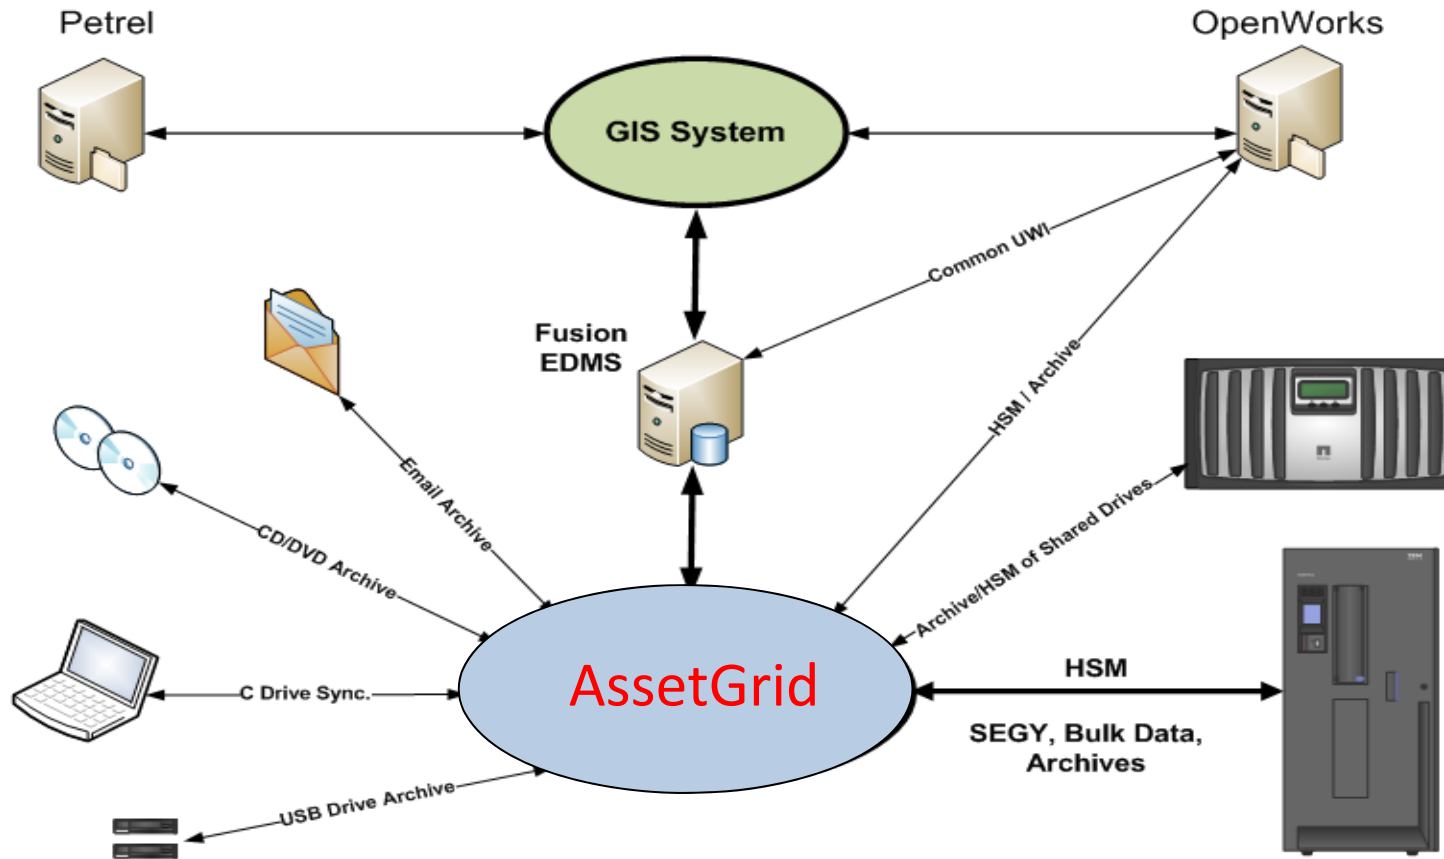 Petrel
OpenWorks
GIS System
Common UWI
Fusion
EDMS
HSM / Archive
Email Archive
CD/DVD Archive
Archive/HSM of Shared Drives
AssetGrid
HSM
C Drive Sync.
SEGY, Bulk Data,
Archives
USB Drive Archive